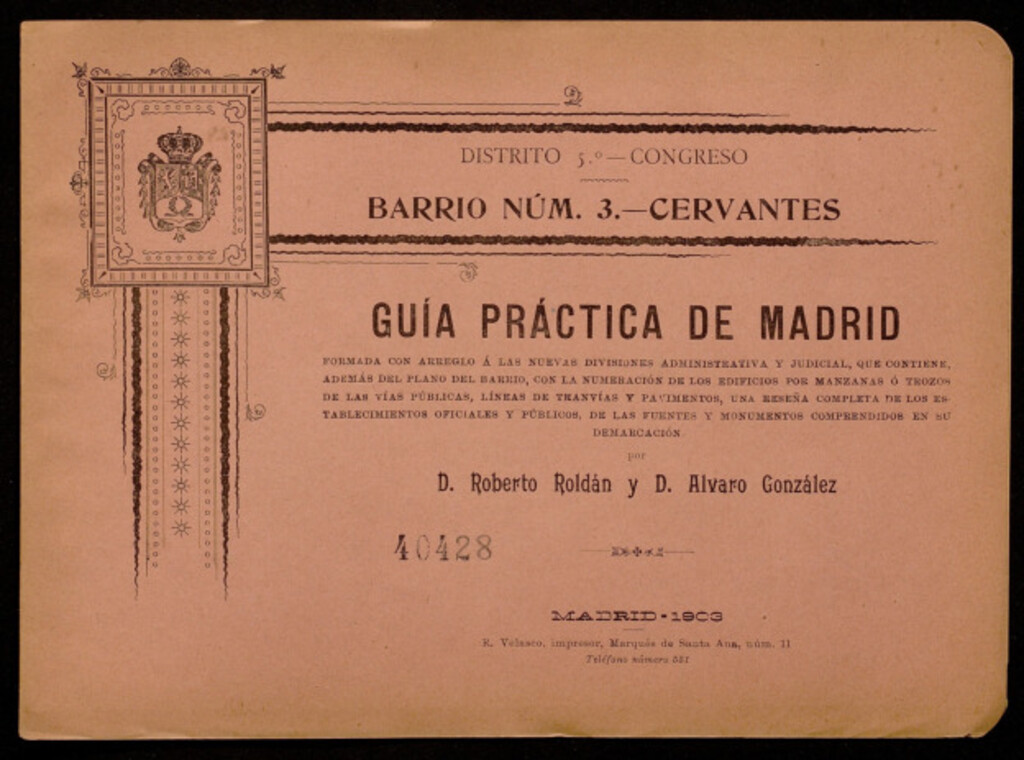 DISTRITO 5.º—CONGRESO
BARRIO NÚM. 3.—CERVANTES
GUÍA PRÁCTICA DE MADRID
FORMADA CON ARREGLO Á LAS NUEVAS DIVISIONES ADMINISTRATIVA Y JUDICIAL, QUE CONTIENE,
ADEMÁS DEL PLANO DEL BARRIO, CON LA NUMERACIÓN DE LOS EDIFICIOS POR MANZANAS Ó TROZOS
DE LAS VÍAS PÚBLICAS, LÍNEAS DE TRANVÍAS Y PAVIMENTOS, UNA RESEÑA COMPLETA DE LOS ES-
TABLECIMIENTOS OFICIALES Y PÚBLICOS, DE LAS FUENTES Y MONUMENTOS COMPRENDIDOS EN SU
DEMARCACIÓN
por
D. Roberto Roldán y D. Alvaro González
40428
MADRID-1903
R. Velasco, impresor, Marqués de Santa Ana, núm. 11
Teléfono número 551